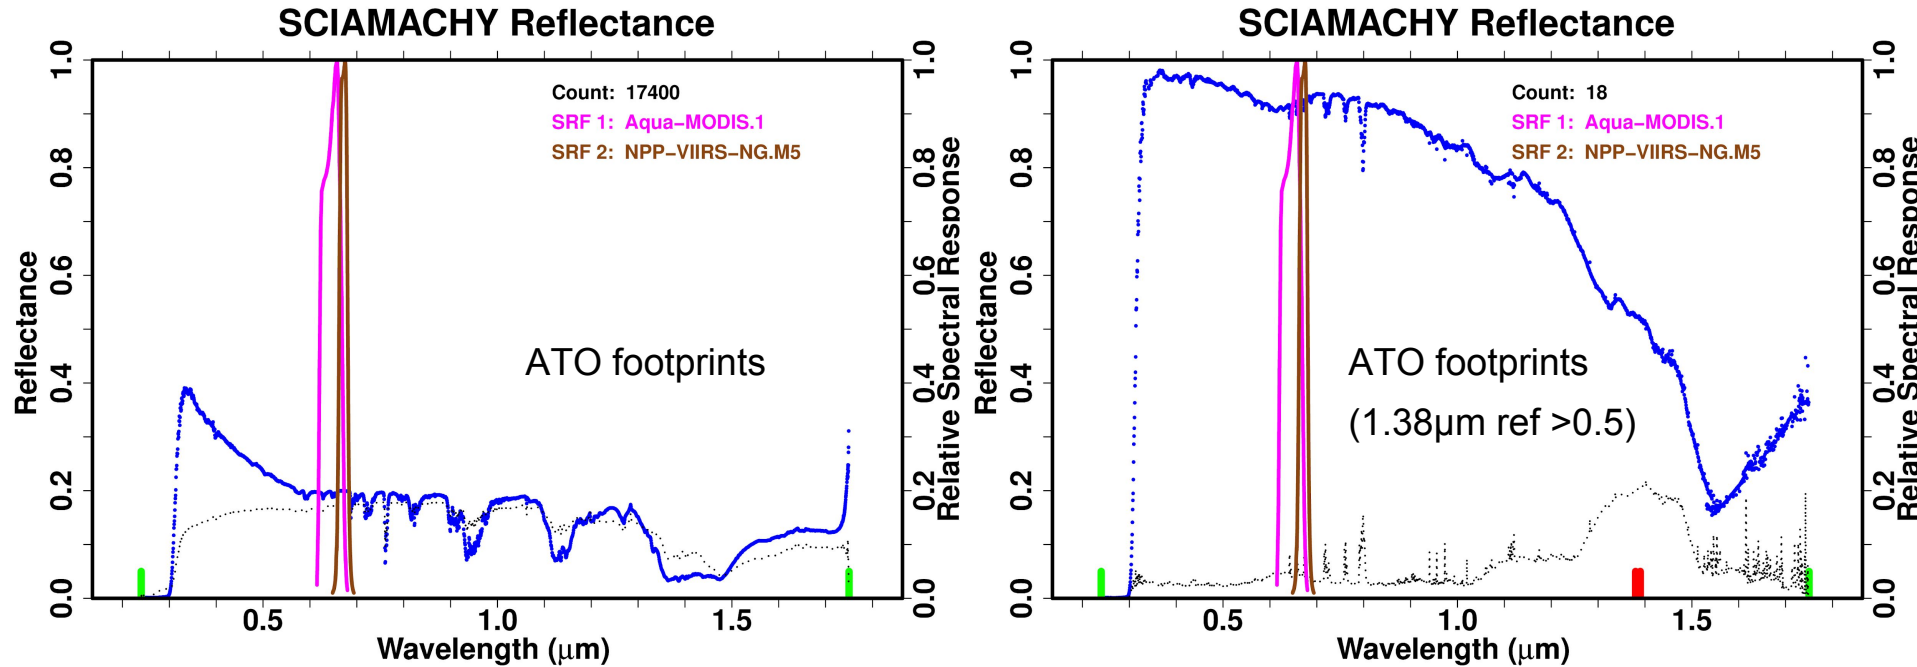 SCIAMACHY Reflectance
Count: 17400
SRF 1: Aqua−MODIS.1
SRF 2: NPP−VIIRS−NG.M5
ATO footprints
Reflectance
0.0 0.2 0.4 0.6 0.8 1.0
Relative Spectral Response
0.0 0.2 0.4 0.6 0.8 1.0
0.5 1.0 1.5
Wavelength (μm)
SCIAMACHY Reflectance
Count: 18
SRF 1: Aqua−MODIS.1
SRF 2: NPP−VIIRS−NG.M5
ATO footprints
(1.38μm ref >0.5)
Reflectance
0.0 0.2 0.4 0.6 0.8 1.0
Relative Spectral Response
0.0 0.2 0.4 0.6 0.8 1.0
0.5 1.0 1.5
Wavelength (μm)